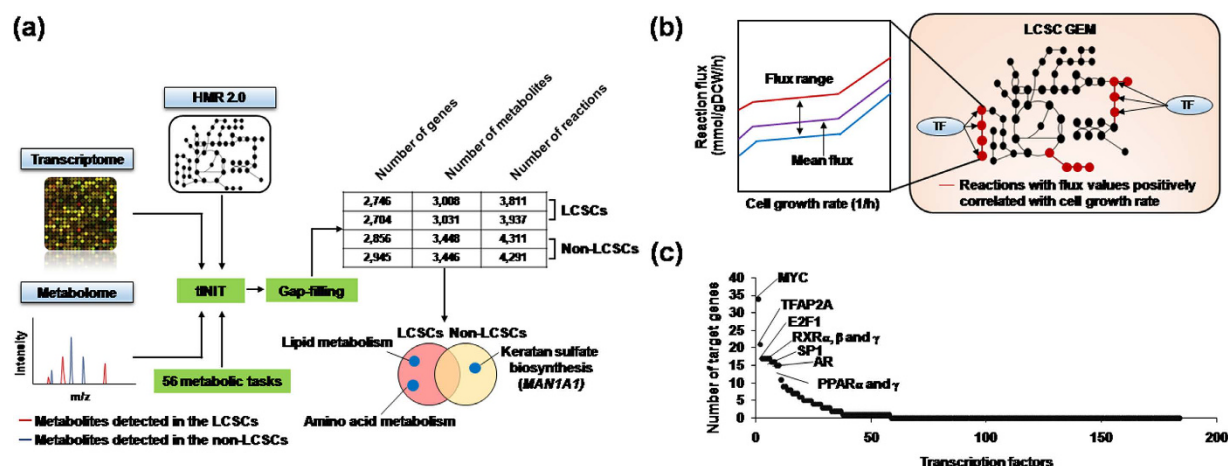 (a)
HMR 2.0
Transcriptome
Metabolome
Intensity
m/z
Metabolites detected in the LCSCs
Metabolites detected in the non-LCSCs
tINIT
Gap-filling
56 metabolic tasks
Number of genes
Number of metabolites
Number of reactions
2,746 3,008 3,811
2,704 3,031 3,937
LCSCs
2,856 3,448 4,311
2,945 3,446 4,291
Non-LCSCs
LCSCs Non-LCSCs
Lipid metabolism
Amino acid metabolism
Keratan sulfate
biosynthesis
(MAN1A1)
(b)
Reaction flux
(mmol/gDCW/h)
Flux range
Mean flux
Cell growth rate (1/h)
LCSC GEM
TF
TF
Reactions with flux values positively
correlated with cell growth rate
(c)
Number of target genes
40
35
30
25
20
15
10
5
0
MYC
TFAP2A
E2F1
RXRα, β and γ
SP1
AR
PPARα and γ
0 50 100 150 200
Transcription factors